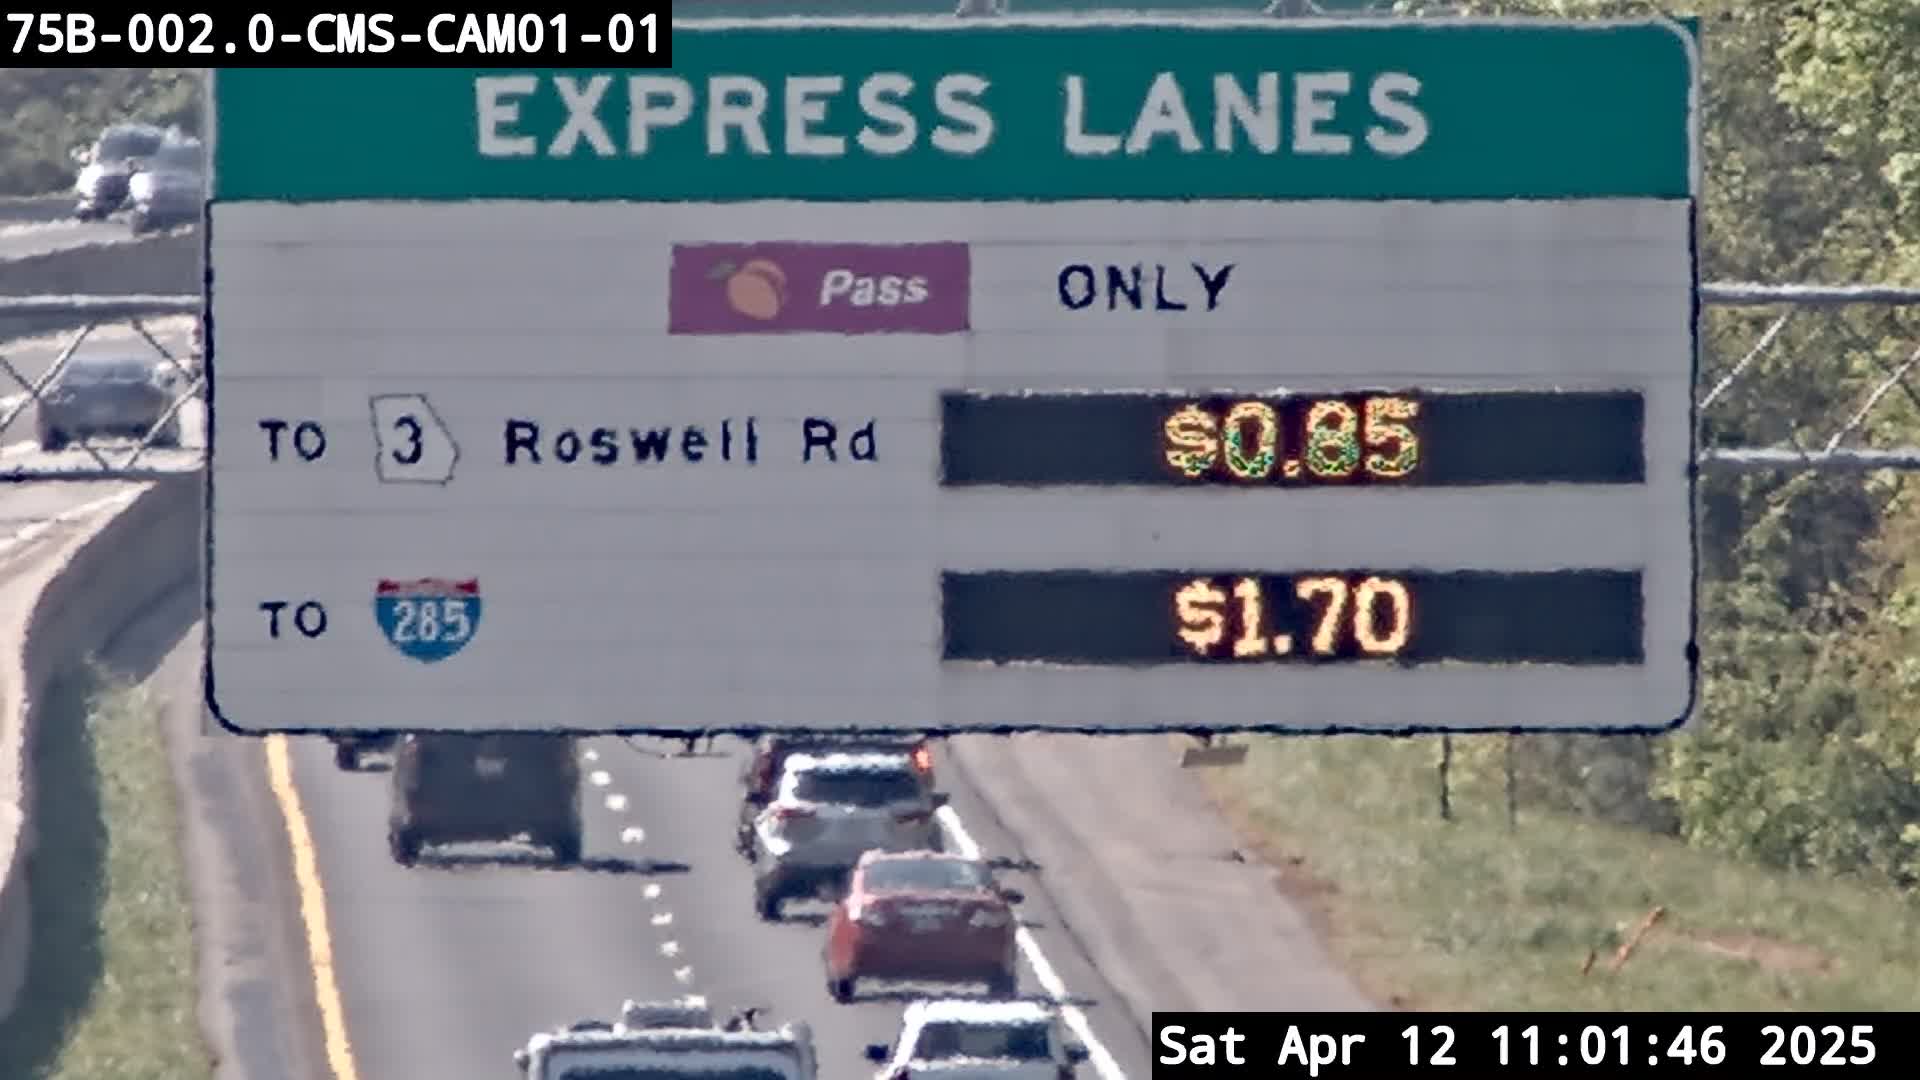 75B-002.0-CMS-CAM01-01
EXPRESS LANES
Pass ONLY
TO 3 Roswell Rd $0.85
TO 285 $1.70
Sat Apr 12 11:01:46 2025